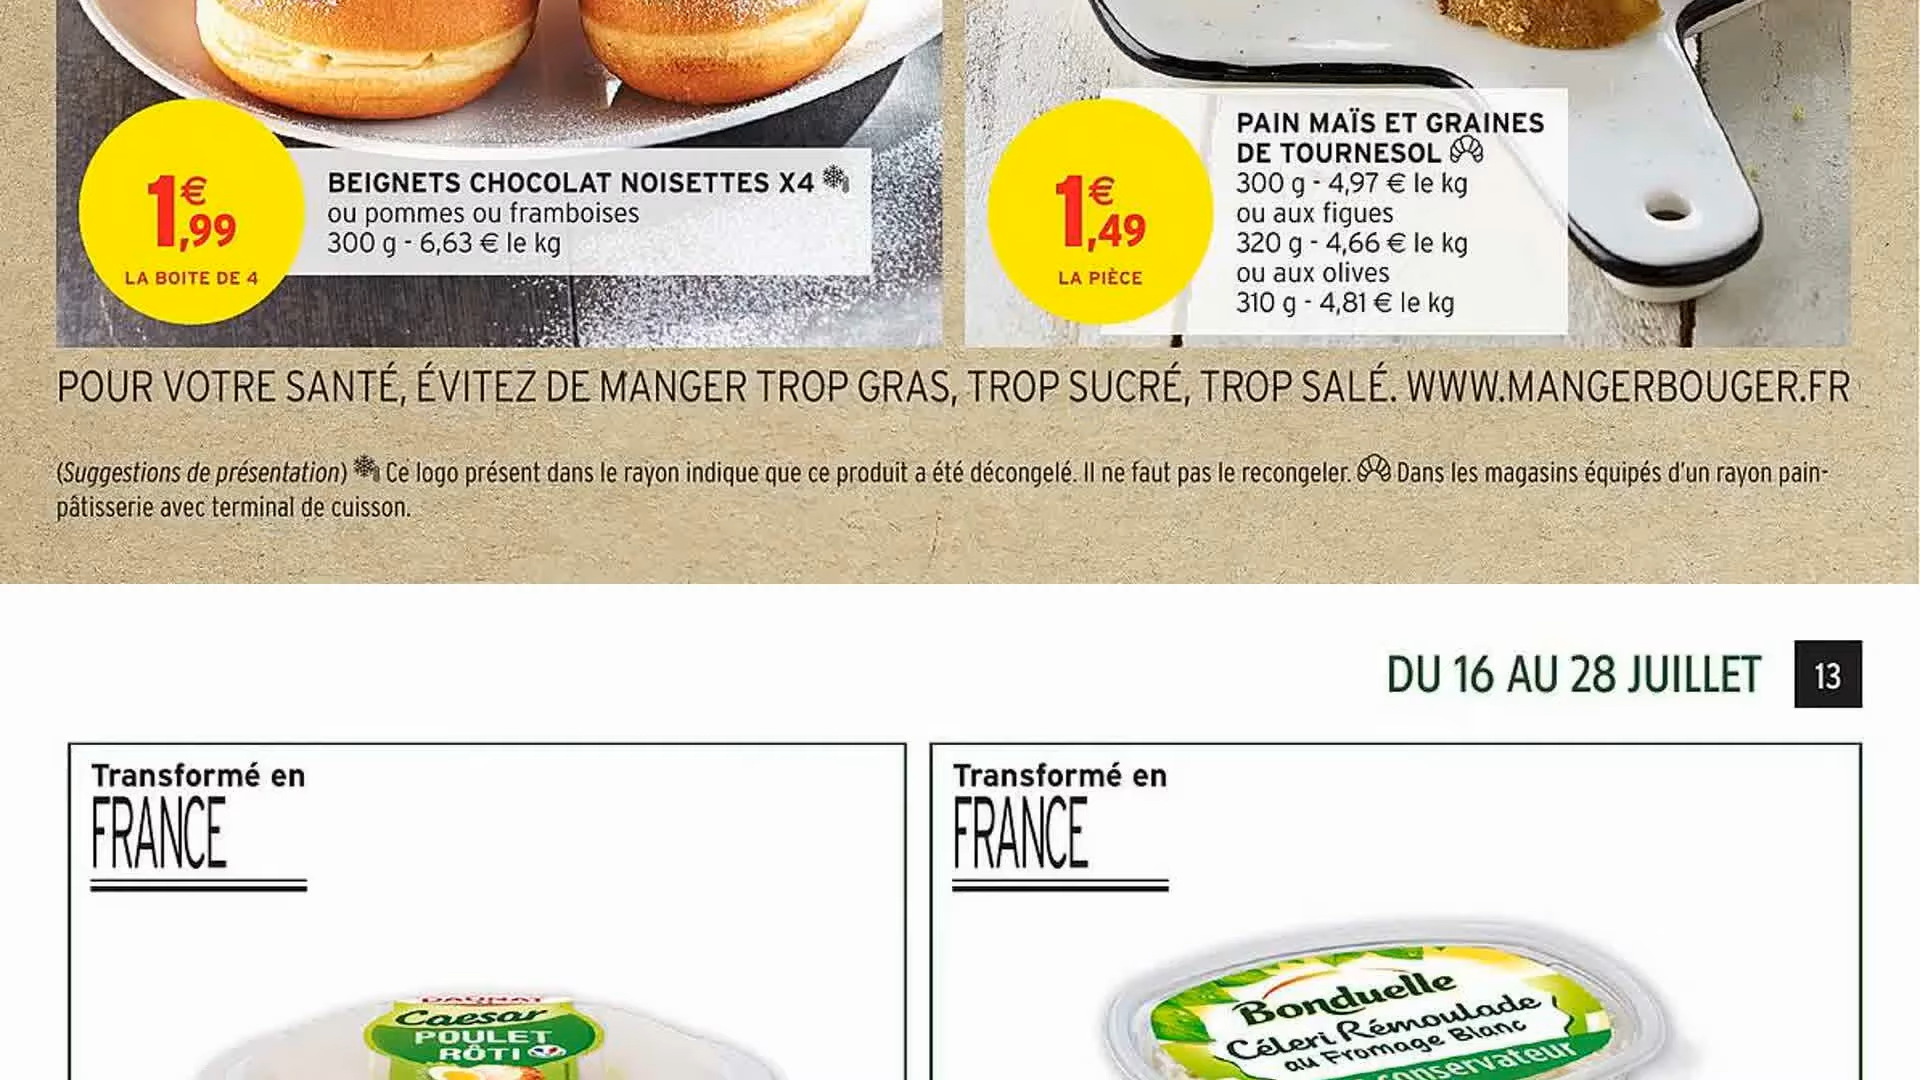 1€,99
LA BOITE DE 4
BEIGNETS CHOCOLAT NOISETTES X4
ou pommes ou framboises
300 g - 6,63 € le kg
1€,49
LA PIÈCE
PAIN MAÏS ET GRAINES
DE TOURNESOL
300 g - 4,97 € le kg
ou aux figues
320 g - 4,66 € le kg
ou aux olives
310 g - 4,81 € le kg
POUR VOTRE SANTÉ, ÉVITEZ DE MANGER TROP GRAS, TROP SUCRÉ, TROP SALÉ. WWW.MANGERBOUGER.FR
(Suggestions de présentation) Ce logo présent dans le rayon indique que ce produit a été décongelé. Il ne faut pas le recongeler. Dans les magasins équipés d'un rayon pain-
pâtisserie avec terminal de cuisson.
DU 16 AU 28 JUILLET 13
Transformé en
FRANCE
DAUNAT
Caesar
POULET
RÔTI
Transformé en
FRANCE
Bonduelle
Céleri Rémoulade
au Fromage Blanc
conservateur